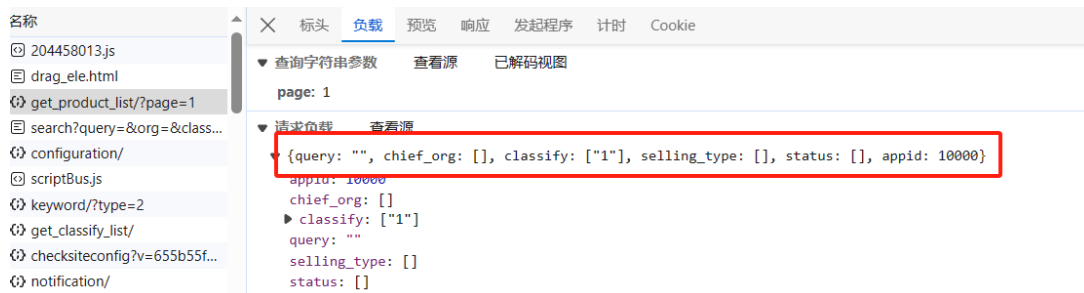 名称
204458013.js
drag_ele.html
get_product_list/?page=1
search?query=&org=&class...
configuration/
scriptBus.js
keyword/?type=2
get_classify_list/
checksiteconfig?v=655b55f...
notification/
标头 负载 预览 响应 发起程序 计时 Cookie
查询字符串参数 查看源 已解码视图
page: 1
请求负载 查看源
{query: "", chief_org: [], classify: ["1"], selling_type: [], status: [], appid: 10000}
appid: 10000
chief_org: []
classify: ["1"]
query: ""
selling_type: []
status: []